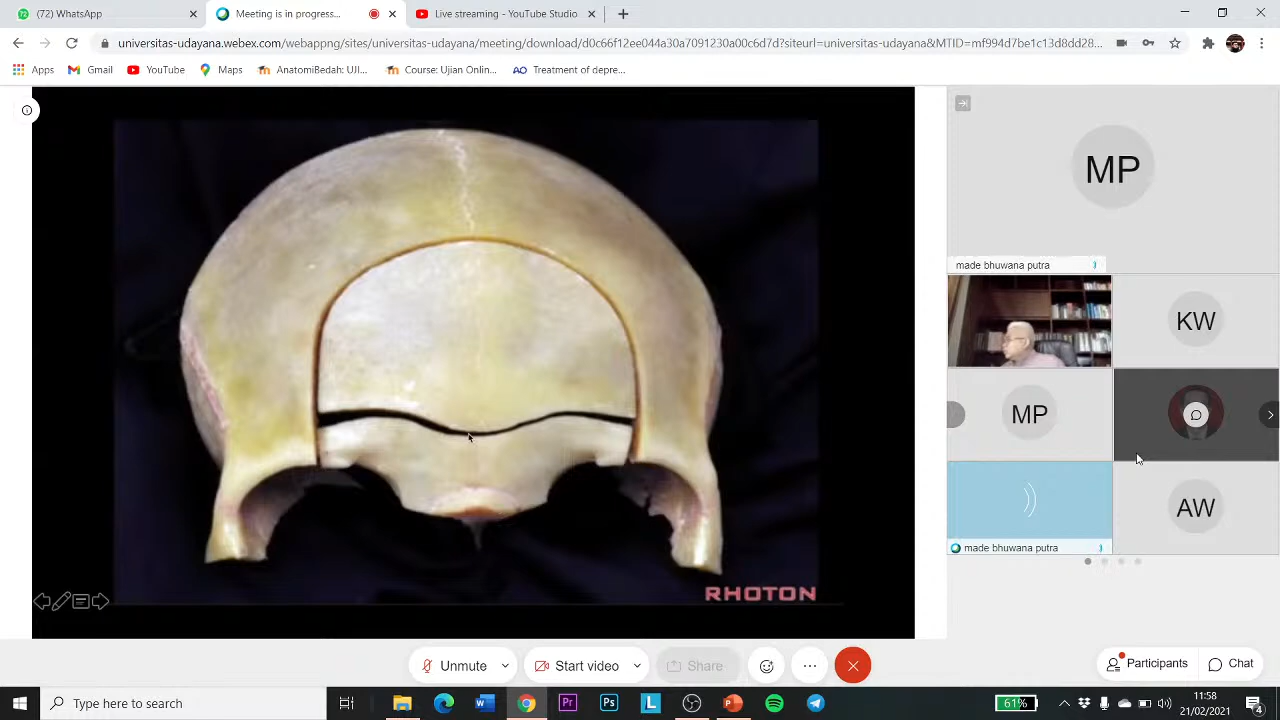 (72) WhatsApp
Meeting is in progress...
Live streaming - YouTube Studio
universitas-udayana.webex.com/webappng/sites/universitas-udayana/meeting/download/d0c66f12ee044a30a7091230a00c6d7d?siteurl=universitas-udayana&MTID=mf994d7be1c13d8dd28...
Apps
Gmail
YouTube
Maps
AnatomiBedah: UJI...
Course: Ujian Onlin...
Treatment of depre...
MP
made bhuwana putra
KW
MP
made bhuwana putra
AW
RHOTON
Unmute
Start video
Share
Participants
Chat
Type here to search
61%
11:58
21/02/2021